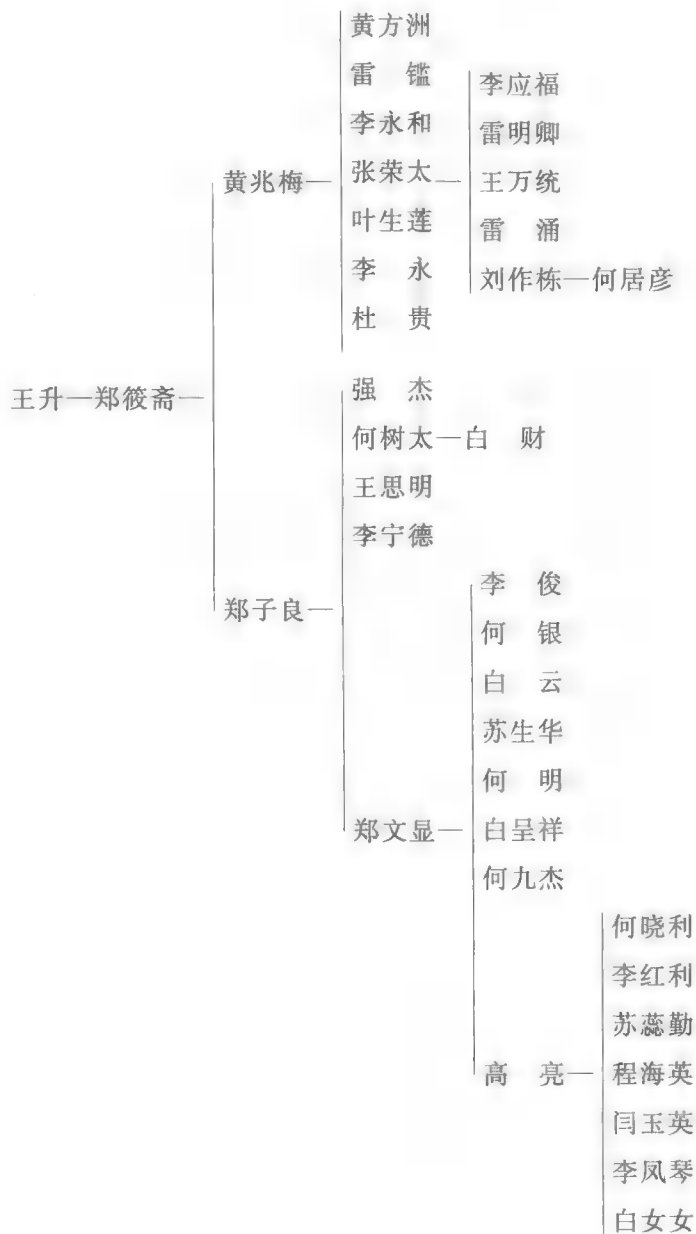 黄方洲
雷　鑑
李永和
李应福
雷明卿
黄兆梅—张荣太—王万统
叶生莲
雷　涌
李　永
刘作栋—何居彦
杜　贵
王升—郑筱斋—
强　杰
何树太—白　财
王思明
李宁德
李　俊
郑子良—
何　银
白　云
苏生华
何　明
郑文显—白呈祥
何九杰
何晓利
李红利
苏蕊勤
高　亮—程海英
闫玉英
李凤琴
白女女